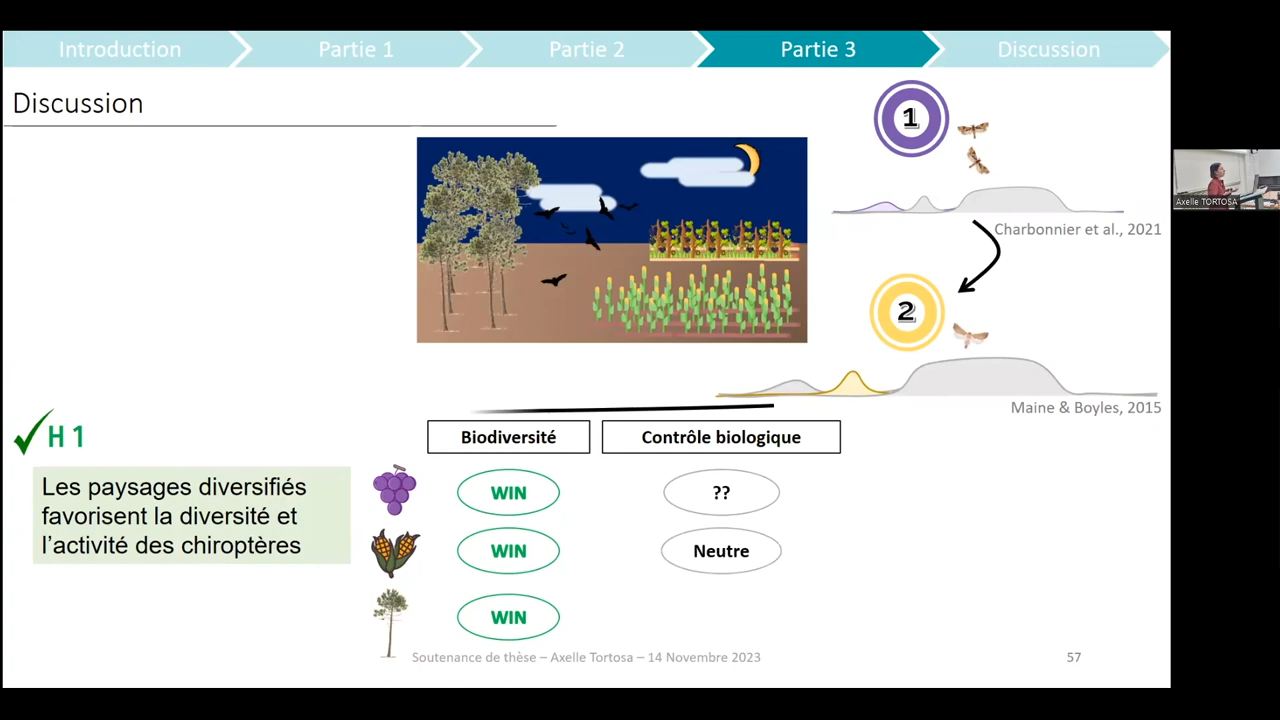 Introduction
Partie 1
Partie 2
Partie 3
Discussion
Discussion
1
Axelle TORTOSA
Charbonnier et al., 2021
2
Maine & Boyles, 2015
H 1
Les paysages diversifiés
favorisent la diversité et
l'activité des chiroptères
Biodiversité
Contrôle biologique
WIN
??
WIN
Neutre
WIN
Soutenance de thèse – Axelle Tortosa – 14 Novembre 2023
57